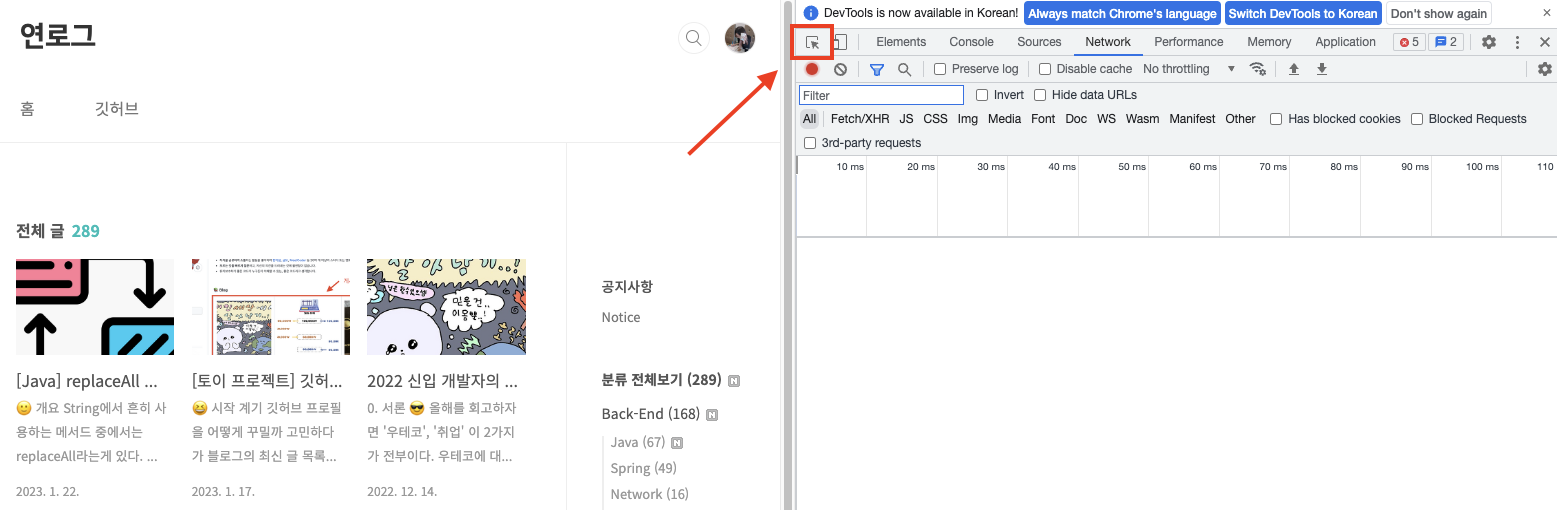 연로그
홈
깃허브
전체 글 289
[Java] replaceAll ...
🙂 개요 String에서 흔히 사
용하는 메서드 중에서는
replaceAll라는게 있다. ...
2023. 1. 22.
[토이 프로젝트] 깃허...
😆 시작 계기 깃허브 프로필
을 어떻게 꾸밀까 고민하다
가 블로그의 최신 글 목록...
2023. 1. 17.
믿을 건..
이응뱉..!
2022 신입 개발자의 ...
0. 서론 😎 올해를 회고하자
면 '우테코', '취업' 이 2가지
가 전부이다. 우테코에 대...
2022. 12. 14.
공지사항
Notice
분류 전체보기 (289) N
Back-End (168) N
Java (67) N
Spring (49)
Network (16)
DevTools is now available in Korean! Always match Chrome's language Switch DevTools to Korean Don't show again
Elements Console Sources Network Performance Memory Application 5 2
Preserve log Disable cache No throttling
Filter Invert Hide data URLs
All Fetch/XHR JS CSS Img Media Font Doc WS Wasm Manifest Other Has blocked cookies Blocked Requests
3rd-party requests
10 ms 20 ms 30 ms 40 ms 50 ms 60 ms 70 ms 80 ms 90 ms 100 ms 110